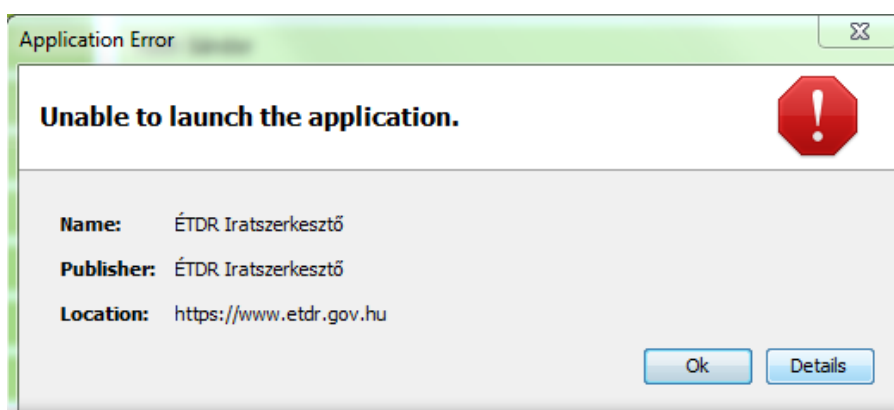 Application Error
Unable to launch the application.
Name: ÉTDR Iratszerkesztő
Publisher: ÉTDR Iratszerkesztő
Location: https://www.etdr.gov.hu
Ok Details